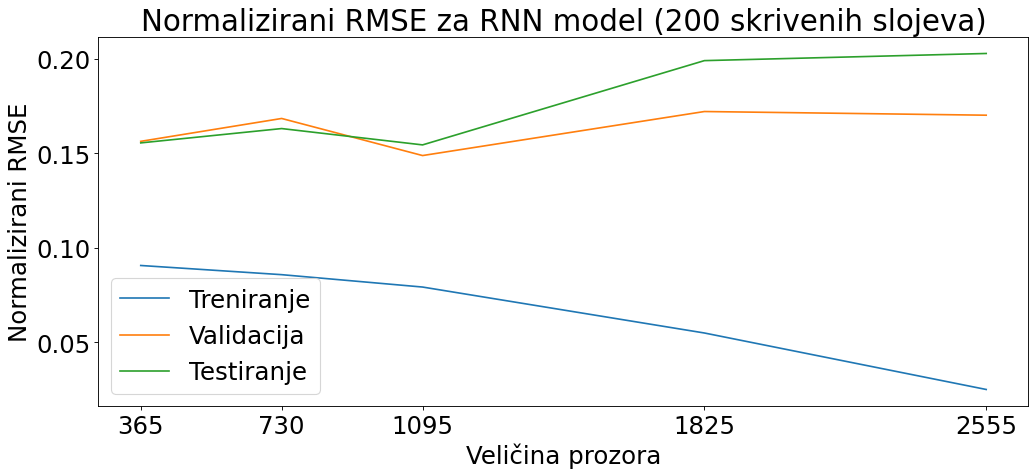 Normalizirani RMSE za RNN model (200 skrivenih slojeva)
Normalizirani RMSE
0.20
0.15
0.10
0.05
Treniranje
Validacija
Testiranje
365 730 1095 1825 2555
Veličina prozora